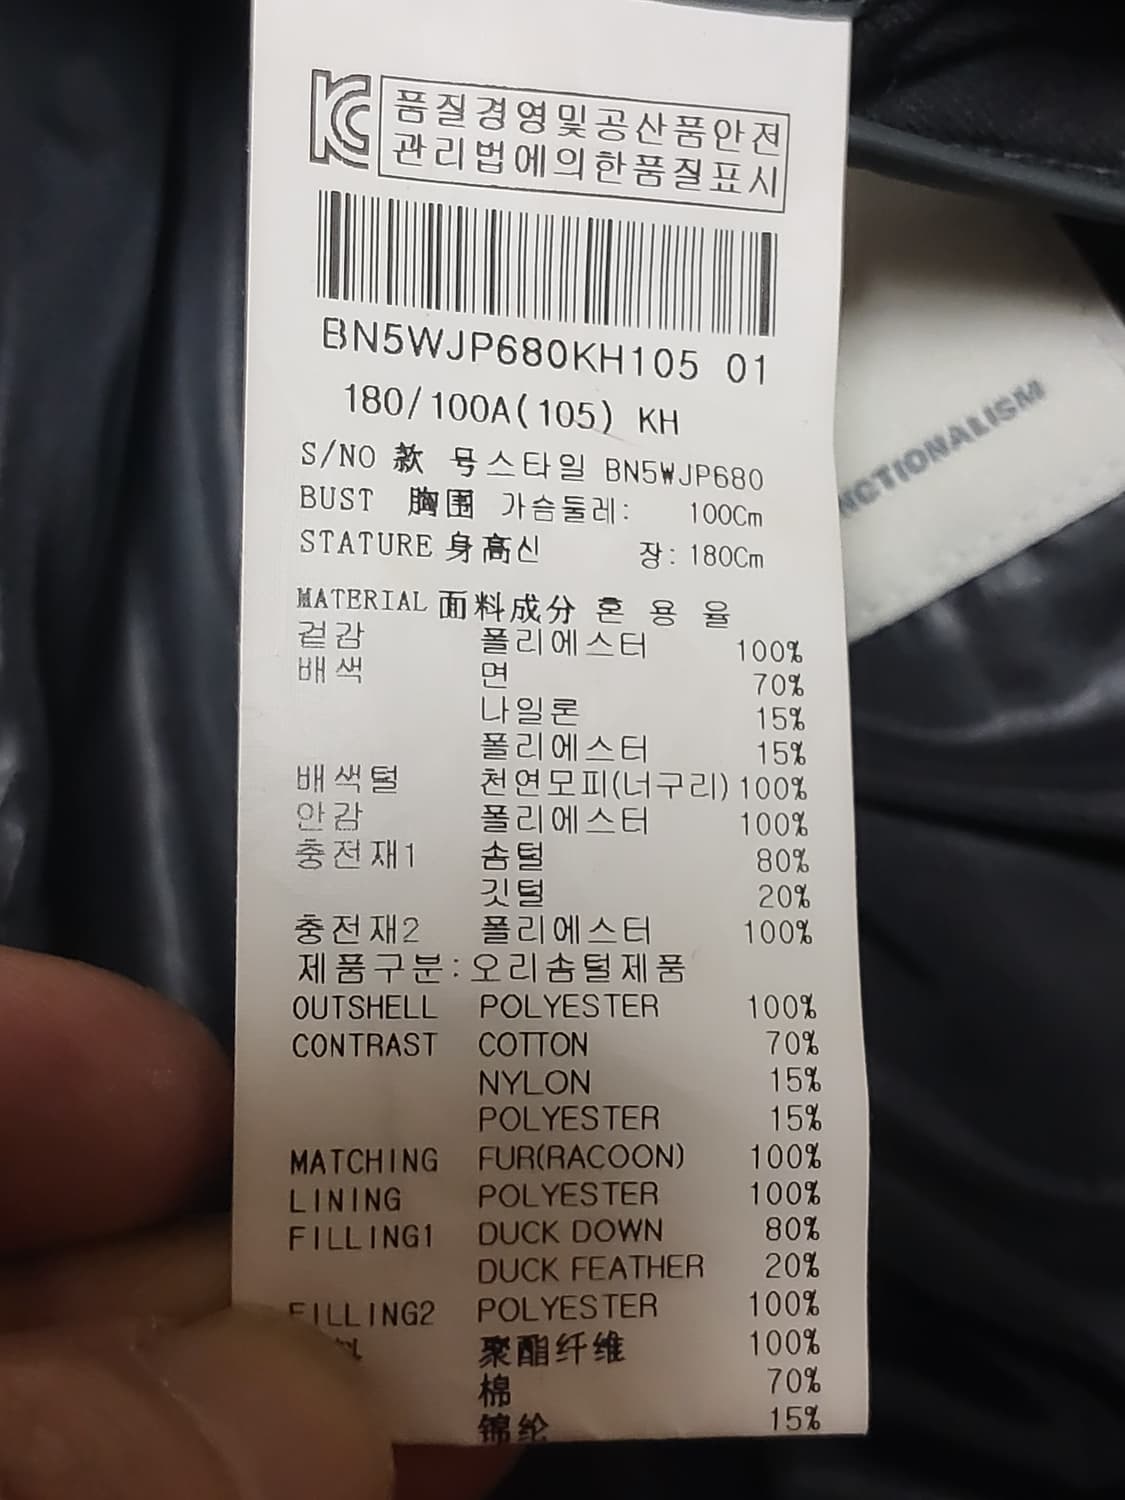 품질경영및공산품안전
관리법에의한품질표시
BN5WJP680KH105 01
180/100A(105) KH
S/NO 款 号스타일 BN5WJP680
BUST 胸围 가슴둘레: 100Cm
STATURE 身高신 장: 180Cm
MATERIAL 面料成分 혼 용 율
겉감 폴리에스터 100%
배색 면 70%
나일론 15%
폴리에스터 15%
배색털 천연모피(너구리) 100%
안감 폴리에스터 100%
충전재1 솜털 80%
깃털 20%
충전재2 폴리에스터 100%
제품구분:오리솜털제품
OUTSHELL POLYESTER 100%
CONTRAST COTTON 70%
NYLON 15%
POLYESTER 15%
MATCHING FUR(RACOON) 100%
LINING POLYESTER 100%
FILLING1 DUCK DOWN 80%
DUCK FEATHER 20%
FILLING2 POLYESTER 100%
聚酯纤维 100%
棉 70%
锦纶 15%
NCTIONALISM